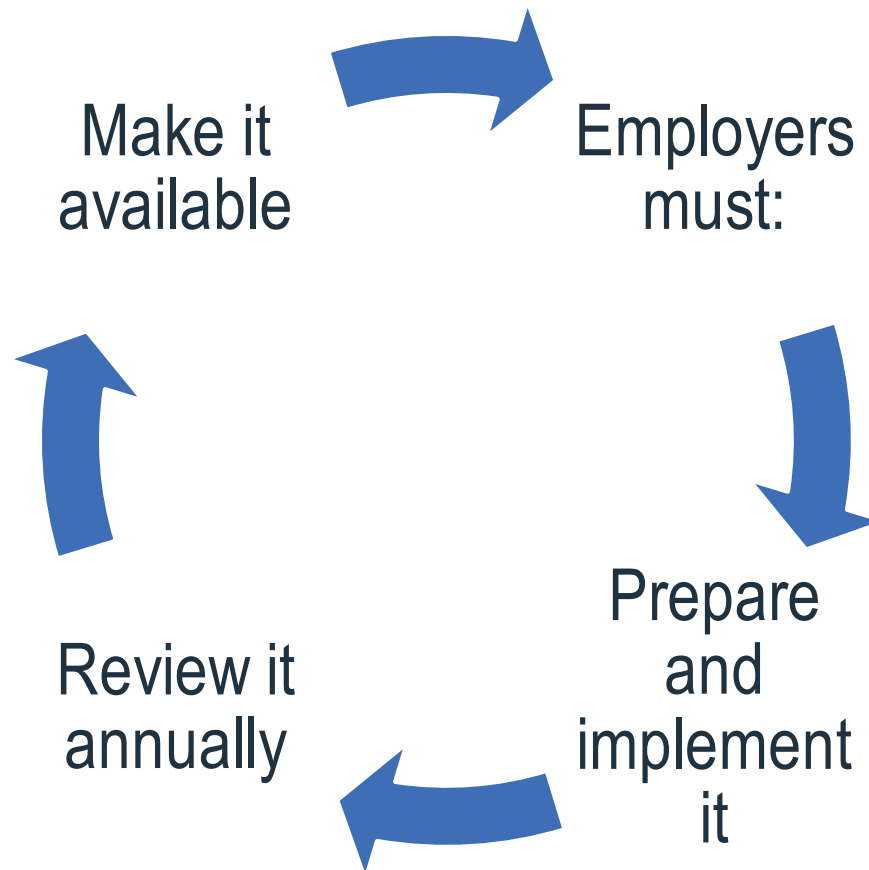 Make it
available
Employers
must:
Prepare
and
implement
it
Review it
annually